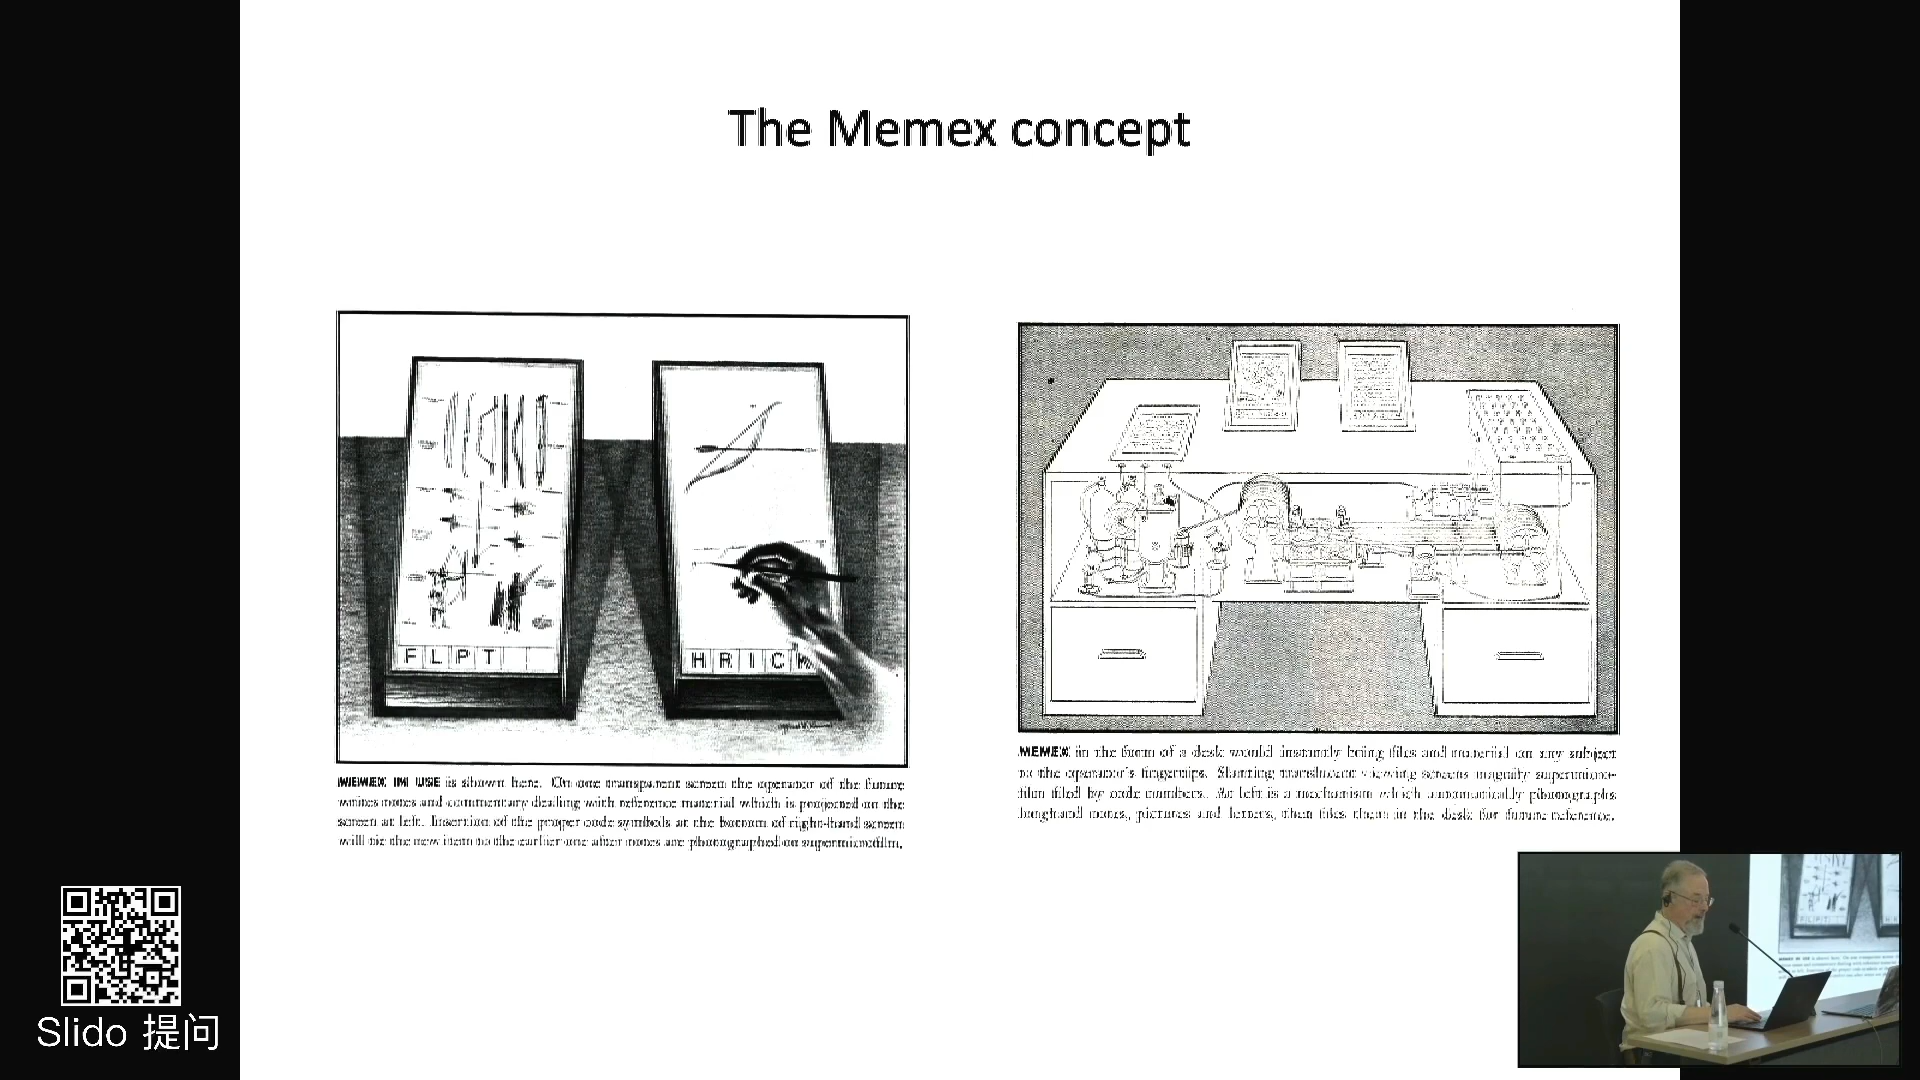 The Memex concept
F L P T
H R I C K
MEMEX IN USE is shown here. On one transparent screen the operator of the future
writes notes and commentary dealing with reference material which is projected on the
screen at left. Insertion of the proper code symbols at the bottom of right-hand screen
will tie the new item to the earlier one after notes are photographed on supermicrofilm.
MEMEX in the form of a desk would instantly bring files and material on any subject
to the operator's fingertips. Slanting translucent viewing screens magnify supermicro-
film filed by code numbers. At left is a mechanism which automatically photographs
longhand notes, pictures and letters, then files them in the desk for future reference.
Slido 提问